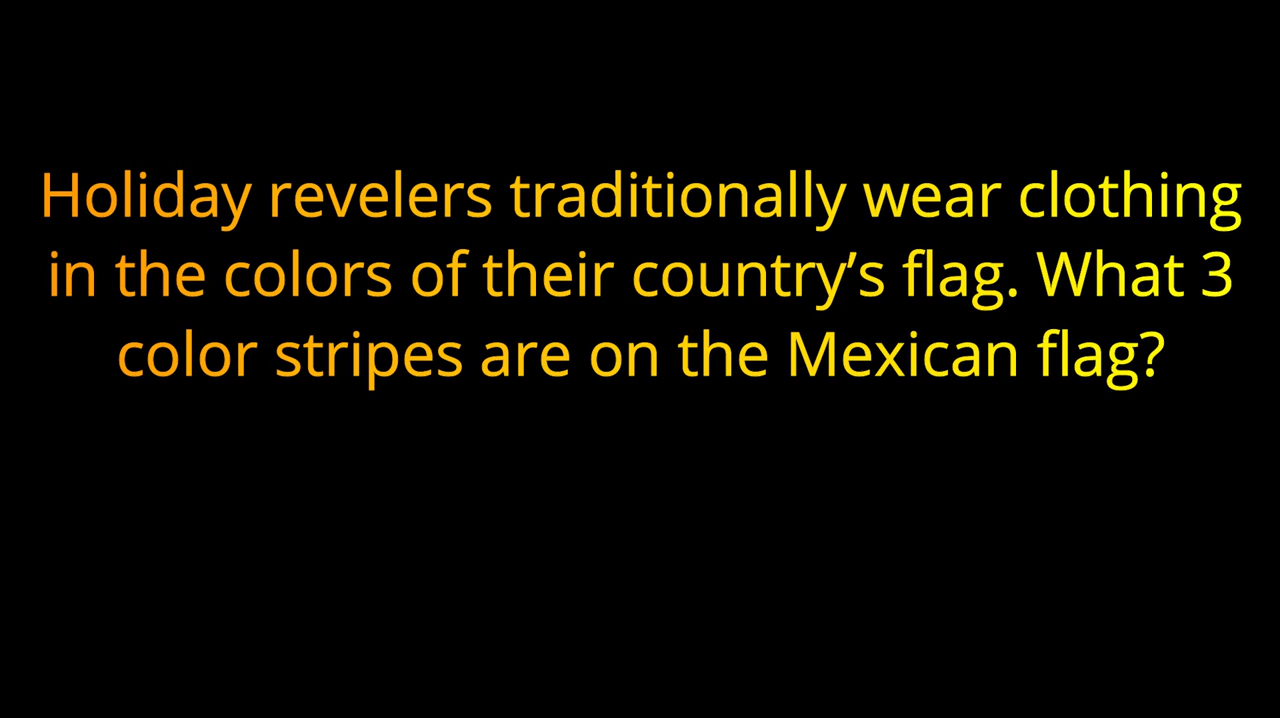 Holiday revelers traditionally wear clothing
in the colors of their country’s flag. What 3
color stripes are on the Mexican flag?